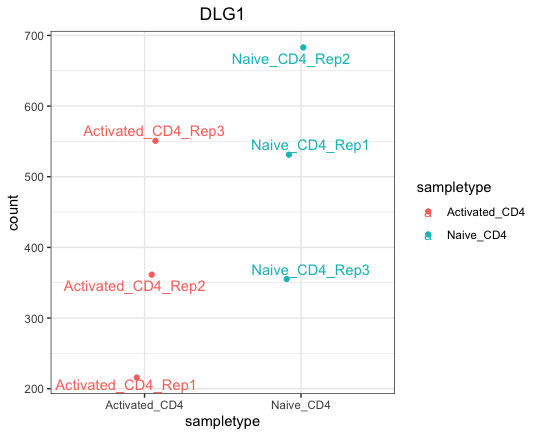 DLG1
700
600
500
400
300
200
count
Naive_CD4_Rep2
Activated_CD4_Rep3
Naive_CD4_Rep1
Naive_CD4_Rep3
Activated_CD4_Rep2
Activated_CD4_Rep1
Activated_CD4
Naive_CD4
sampletype
sampletype
a Activated_CD4
a Naive_CD4